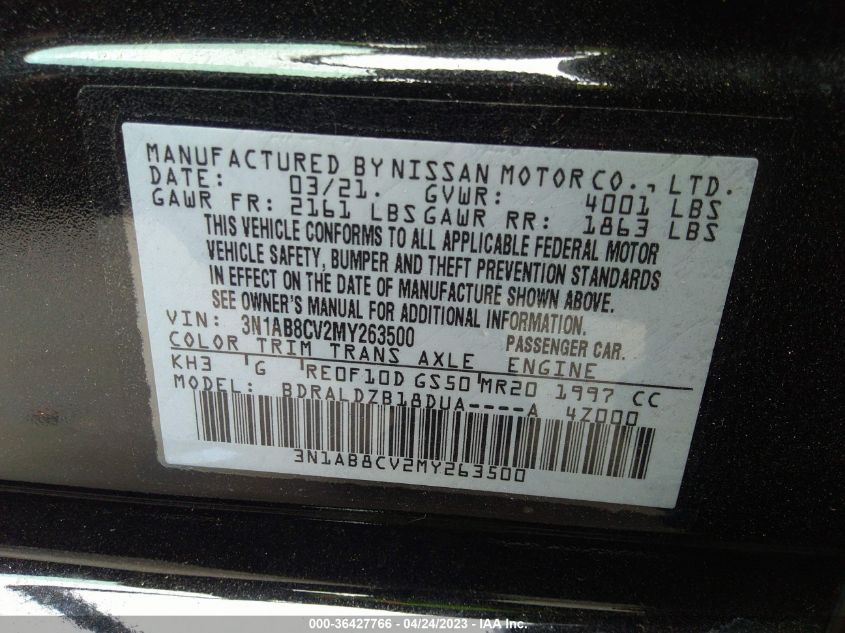 MANUFACTURED BY NISSAN MOTOR CO., LTD.
DATE: 03/21. GVWR: 4001 LBS
GAWR FR: 2161 LBS GAWR RR: 1863 LBS
THIS VEHICLE CONFORMS TO ALL APPLICABLE FEDERAL MOTOR
VEHICLE SAFETY, BUMPER AND THEFT PREVENTION STANDARDS
IN EFFECT ON THE DATE OF MANUFACTURE SHOWN ABOVE.
SEE OWNER'S MANUAL FOR ADDITIONAL INFORMATION.
VIN: 3N1AB8CV2MY263500 PASSENGER CAR.
COLOR TRIM TRANS AXLE ENGINE
KH3 G RE0F10D GS50 MR20 1997 CC
MODEL: BDRALDZB18DUA----A 4Z000
3N1AB8CV2MY263500
000-36427766 - 04/24/2023 - IAAI.COM